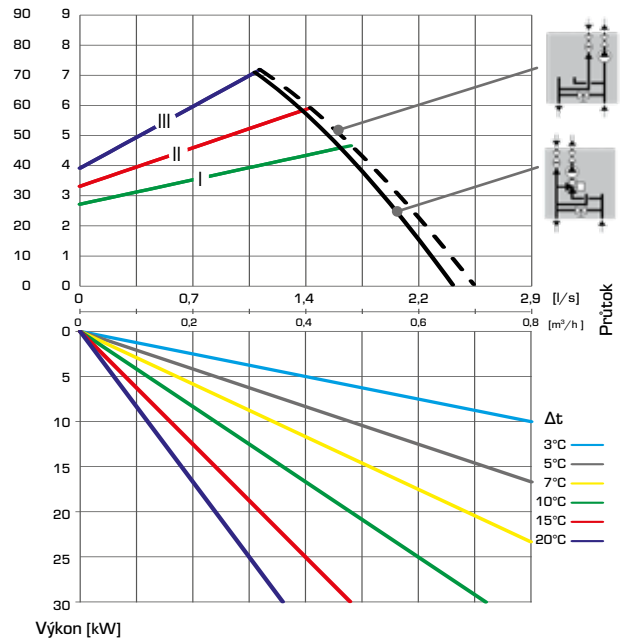 90 9
80 8
70 7
60 6
50 5
40 4
30 3
20 2
10 1
0 0
III
II
I
0 0,7 1,4 2,2 2,9 [l/s]
0 0,2 0,4 0,6 0,8 [m³/h]
Průtok
0
5
10
15
20
25
30
Δt
3°C
5°C
7°C
10°C
15°C
20°C
Výkon [kW]